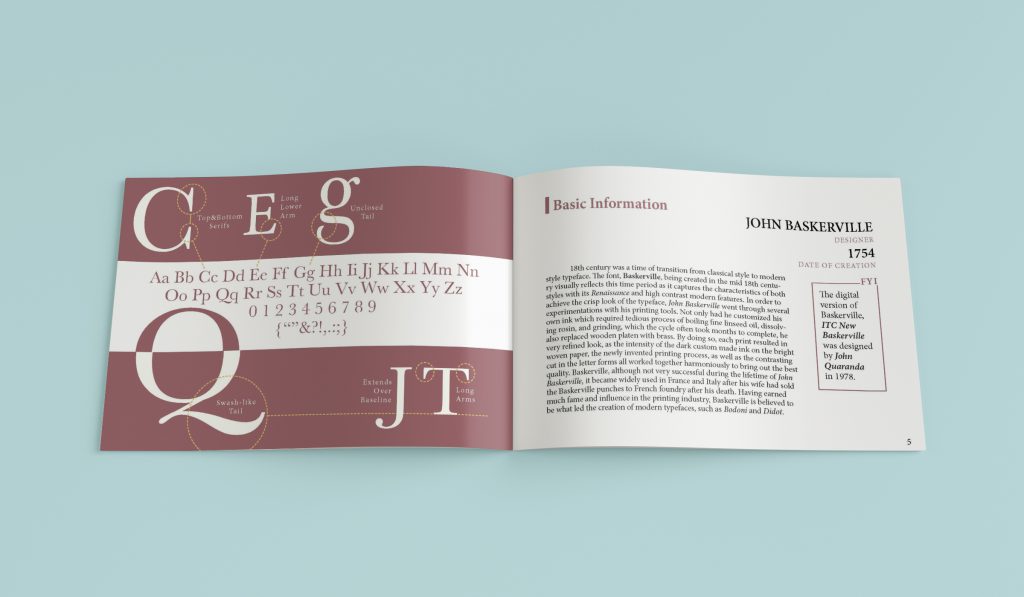 C E g
Top&Bottom
Serifs
Long
Lower
Arm
Unclosed
Tail
Aa Bb Cc Dd Ee Ff Gg Hh Ii Jj Kk Ll Mm Nn
Oo Pp Qq Rr Ss Tt Uu Vv Ww Xx Yy Zz
0 1 2 3 4 5 6 7 8 9
{“”&?!,.:;}
Q
Swash-like
Tail
Extends
Over
Baseline
J T
Long
Arms
Basic Information
JOHN BASKERVILLE
DESIGNER
1754
DATE OF CREATION
18th century was a time of transition from classical style to modern
style typeface. The font, Baskerville, being created in the mid 18th centu-
ry visually reflects this time period as it captures the characteristics of both
styles with its Renaissance and high contrast modern features. In order to
achieve the crisp look of the typeface, John Baskerville went through several
experimentations with his printing tools. Not only had he customized his
own ink which required tedious process of boiling fine linseed oil, dissolv-
ing rosin, and grinding, which the cycle often took months to complete, he
also replaced wooden platen with brass. By doing so, each print resulted in
very refined look, as the intensity of the dark custom made ink on the bright
woven paper, the newly invented printing process, as well as the contrasting
cut in the letter forms all worked together harmoniously to bring out the best
quality. Baskerville, although not very successful during the lifetime of John
Baskerville, it became widely used in France and Italy after his wife had sold
the Baskerville punches to French foundry after his death. Having earned
much fame and influence in the printing industry, Baskerville is believed to
be what led the creation of modern typefaces, such as Bodoni and Didot.
FYI
The digital
version of
Baskerville,
ITC New
Baskerville
was designed
by John
Quaranda
in 1978.
5